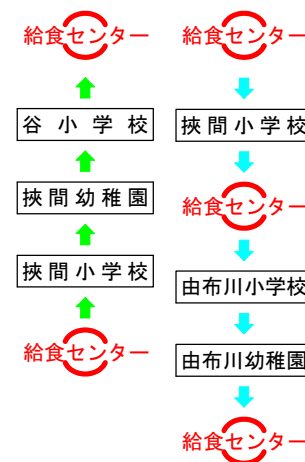 給食センター
谷小学校
挾間幼稚園
挾間小学校
給食センター
給食センター
挾間小学校
給食センター
由布川小学校
由布川幼稚園
給食センター